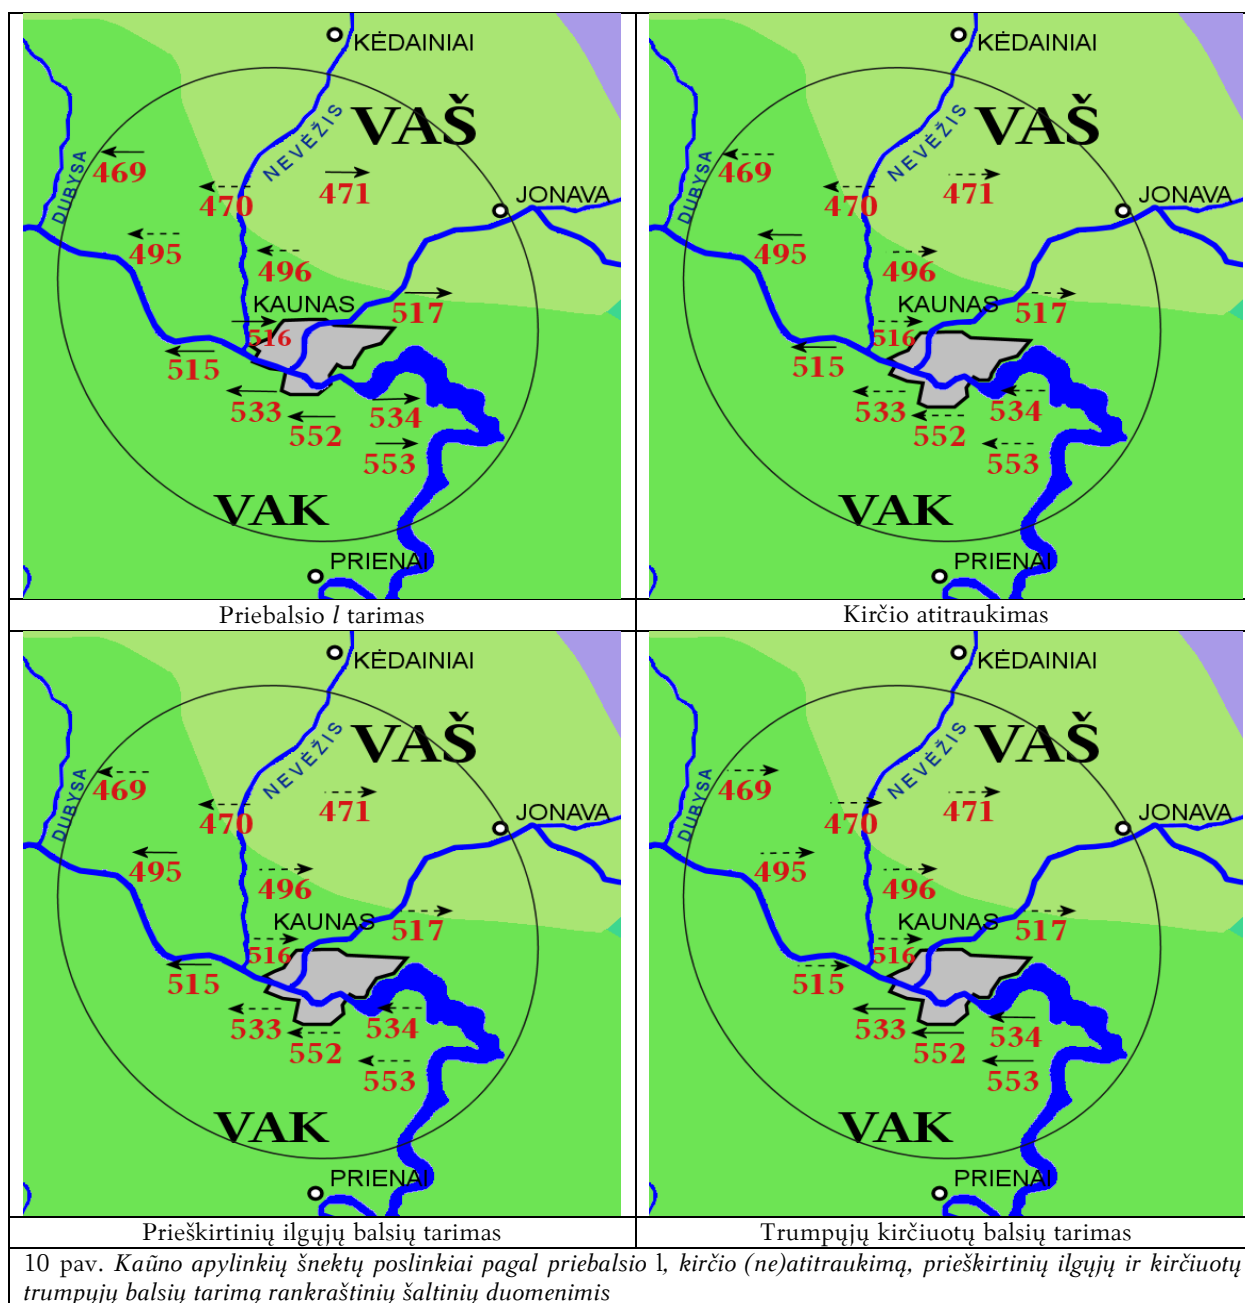 KĖDAINIAI
VAŠ
NEVĖŽIS
DUBYSA
469
470
471
JONAVA
495
496
KAUNAS
517
516
515
533
534
552
553
VAK
PRIENAI
Priebalsio l tarimas
KĖDAINIAI
VAŠ
NEVĖŽIS
DUBYSA
469
470
471
JONAVA
495
496
KAUNAS
517
516
515
533
534
552
553
VAK
PRIENAI
Kirčio atitraukimas
KĖDAINIAI
VAŠ
NEVĖŽIS
DUBYSA
469
470
471
JONAVA
495
496
KAUNAS
517
516
515
533
534
552
553
VAK
PRIENAI
Prieškirtinių ilgųjų balsių tarimas
KĖDAINIAI
VAŠ
NEVĖŽIS
DUBYSA
469
470
471
JONAVA
495
496
KAUNAS
517
516
515
533
534
552
553
VAK
PRIENAI
Trumpųjų kirčiuotų balsių tarimas
10 pav. Kaũno apylinkių šnektų poslinkiai pagal priebalsio l, kirčio (ne)atitraukimą, prieškirtinių ilgųjų ir kirčiuotų
trumpųjų balsių tarimą rankraštinių šaltinių duomenimis